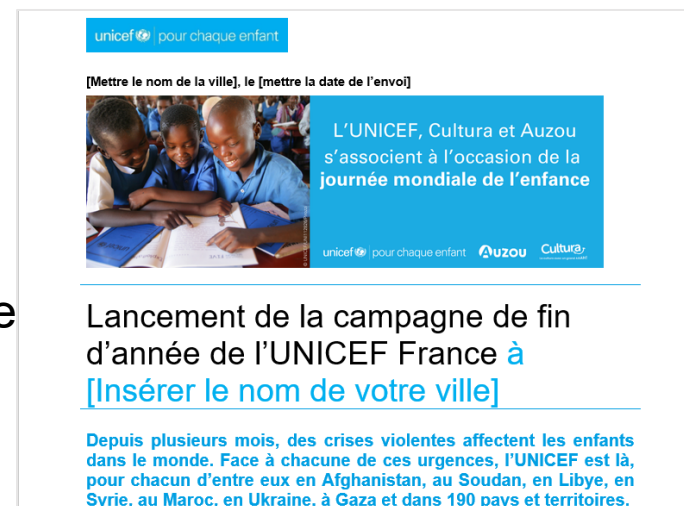 unicef pour chaque enfant
[Mettre le nom de la ville], le [mettre la date de l'envoi]
L'UNICEF, Cultura et Auzou
s'associent à l'occasion de la
journée mondiale de l'enfance
unicef pour chaque enfant AUZOU Cultura
e
Lancement de la campagne de fin
d'année de l'UNICEF France à
[Insérer le nom de votre ville]
Depuis plusieurs mois, des crises violentes affectent les enfants
dans le monde. Face à chacune de ces urgences, l'UNICEF est là,
pour chacun d'entre eux en Afghanistan, au Soudan, en Libye, en
Syrie, au Maroc, en Ukraine, à Gaza et dans 190 pays et territoires.